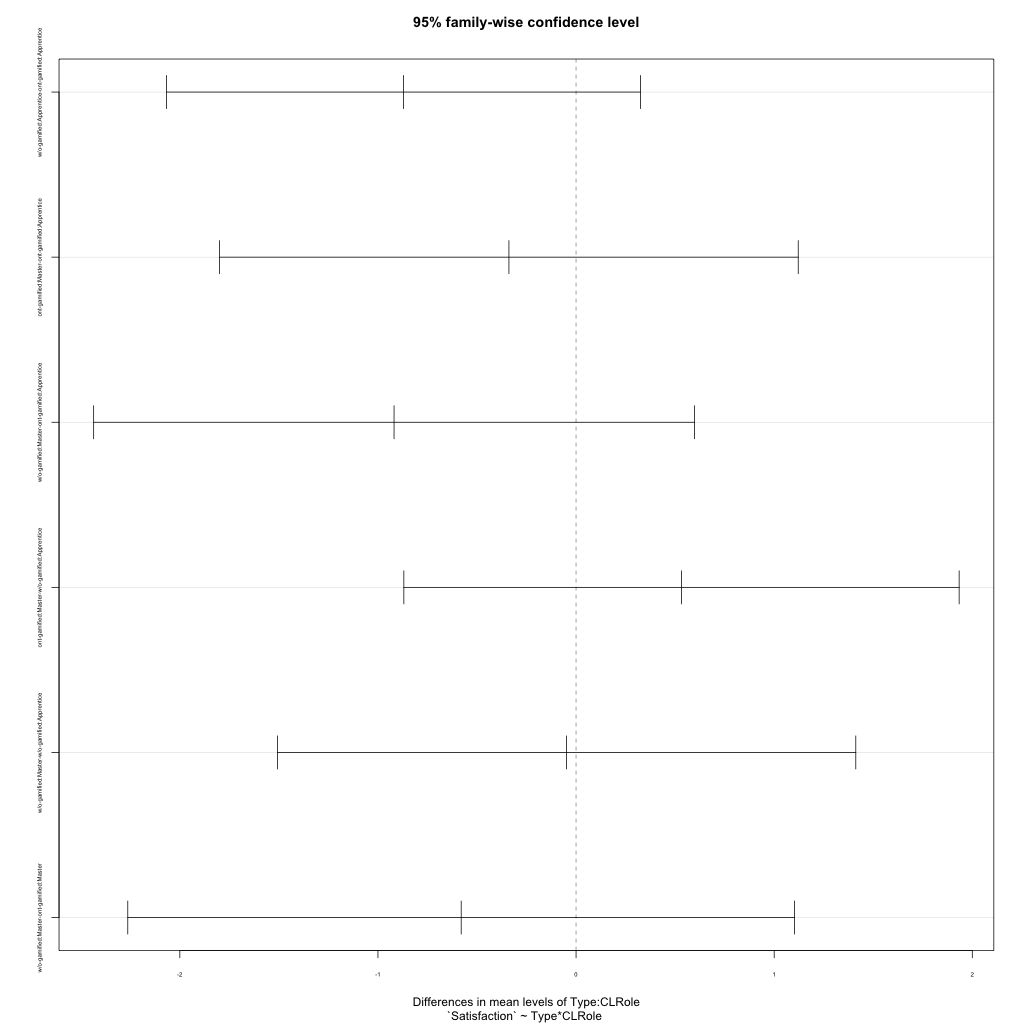 95% family-wise confidence level
w/o-gamified:Apprentice-ont-gamified:Apprentice
ont-gamified:Master-ont-gamified:Apprentice
w/o-gamified:Master-ont-gamified:Apprentice
ont-gamified:Master-w/o-gamified:Apprentice
w/o-gamified:Master-w/o-gamified:Apprentice
w/o-gamified:Master-ont-gamified:Master
-2 -1 0 1 2
Differences in mean levels of Type:CLRole
`Satisfaction` ~ Type*CLRole